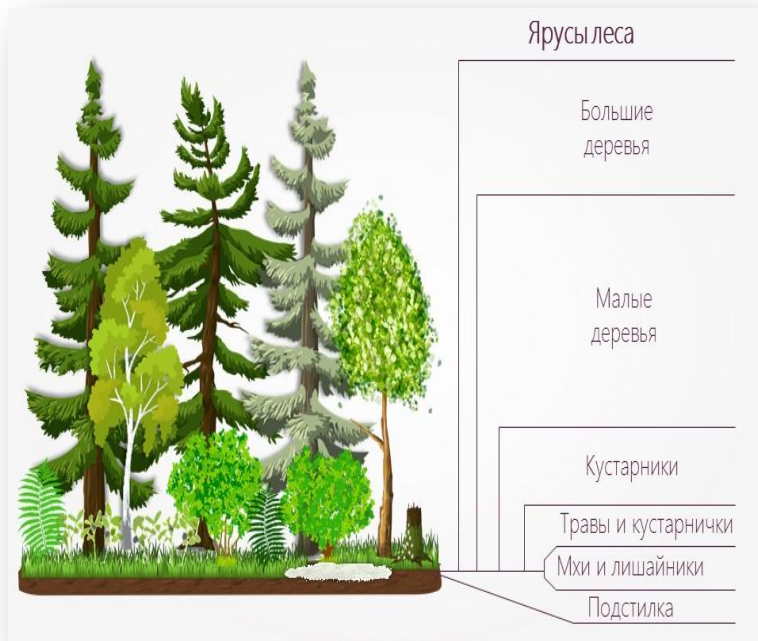 Ярусы леса
Большие
деревья
Малые
деревья
Кустарники
Травы и кустарнички
Мхи и лишайники
Подстилка